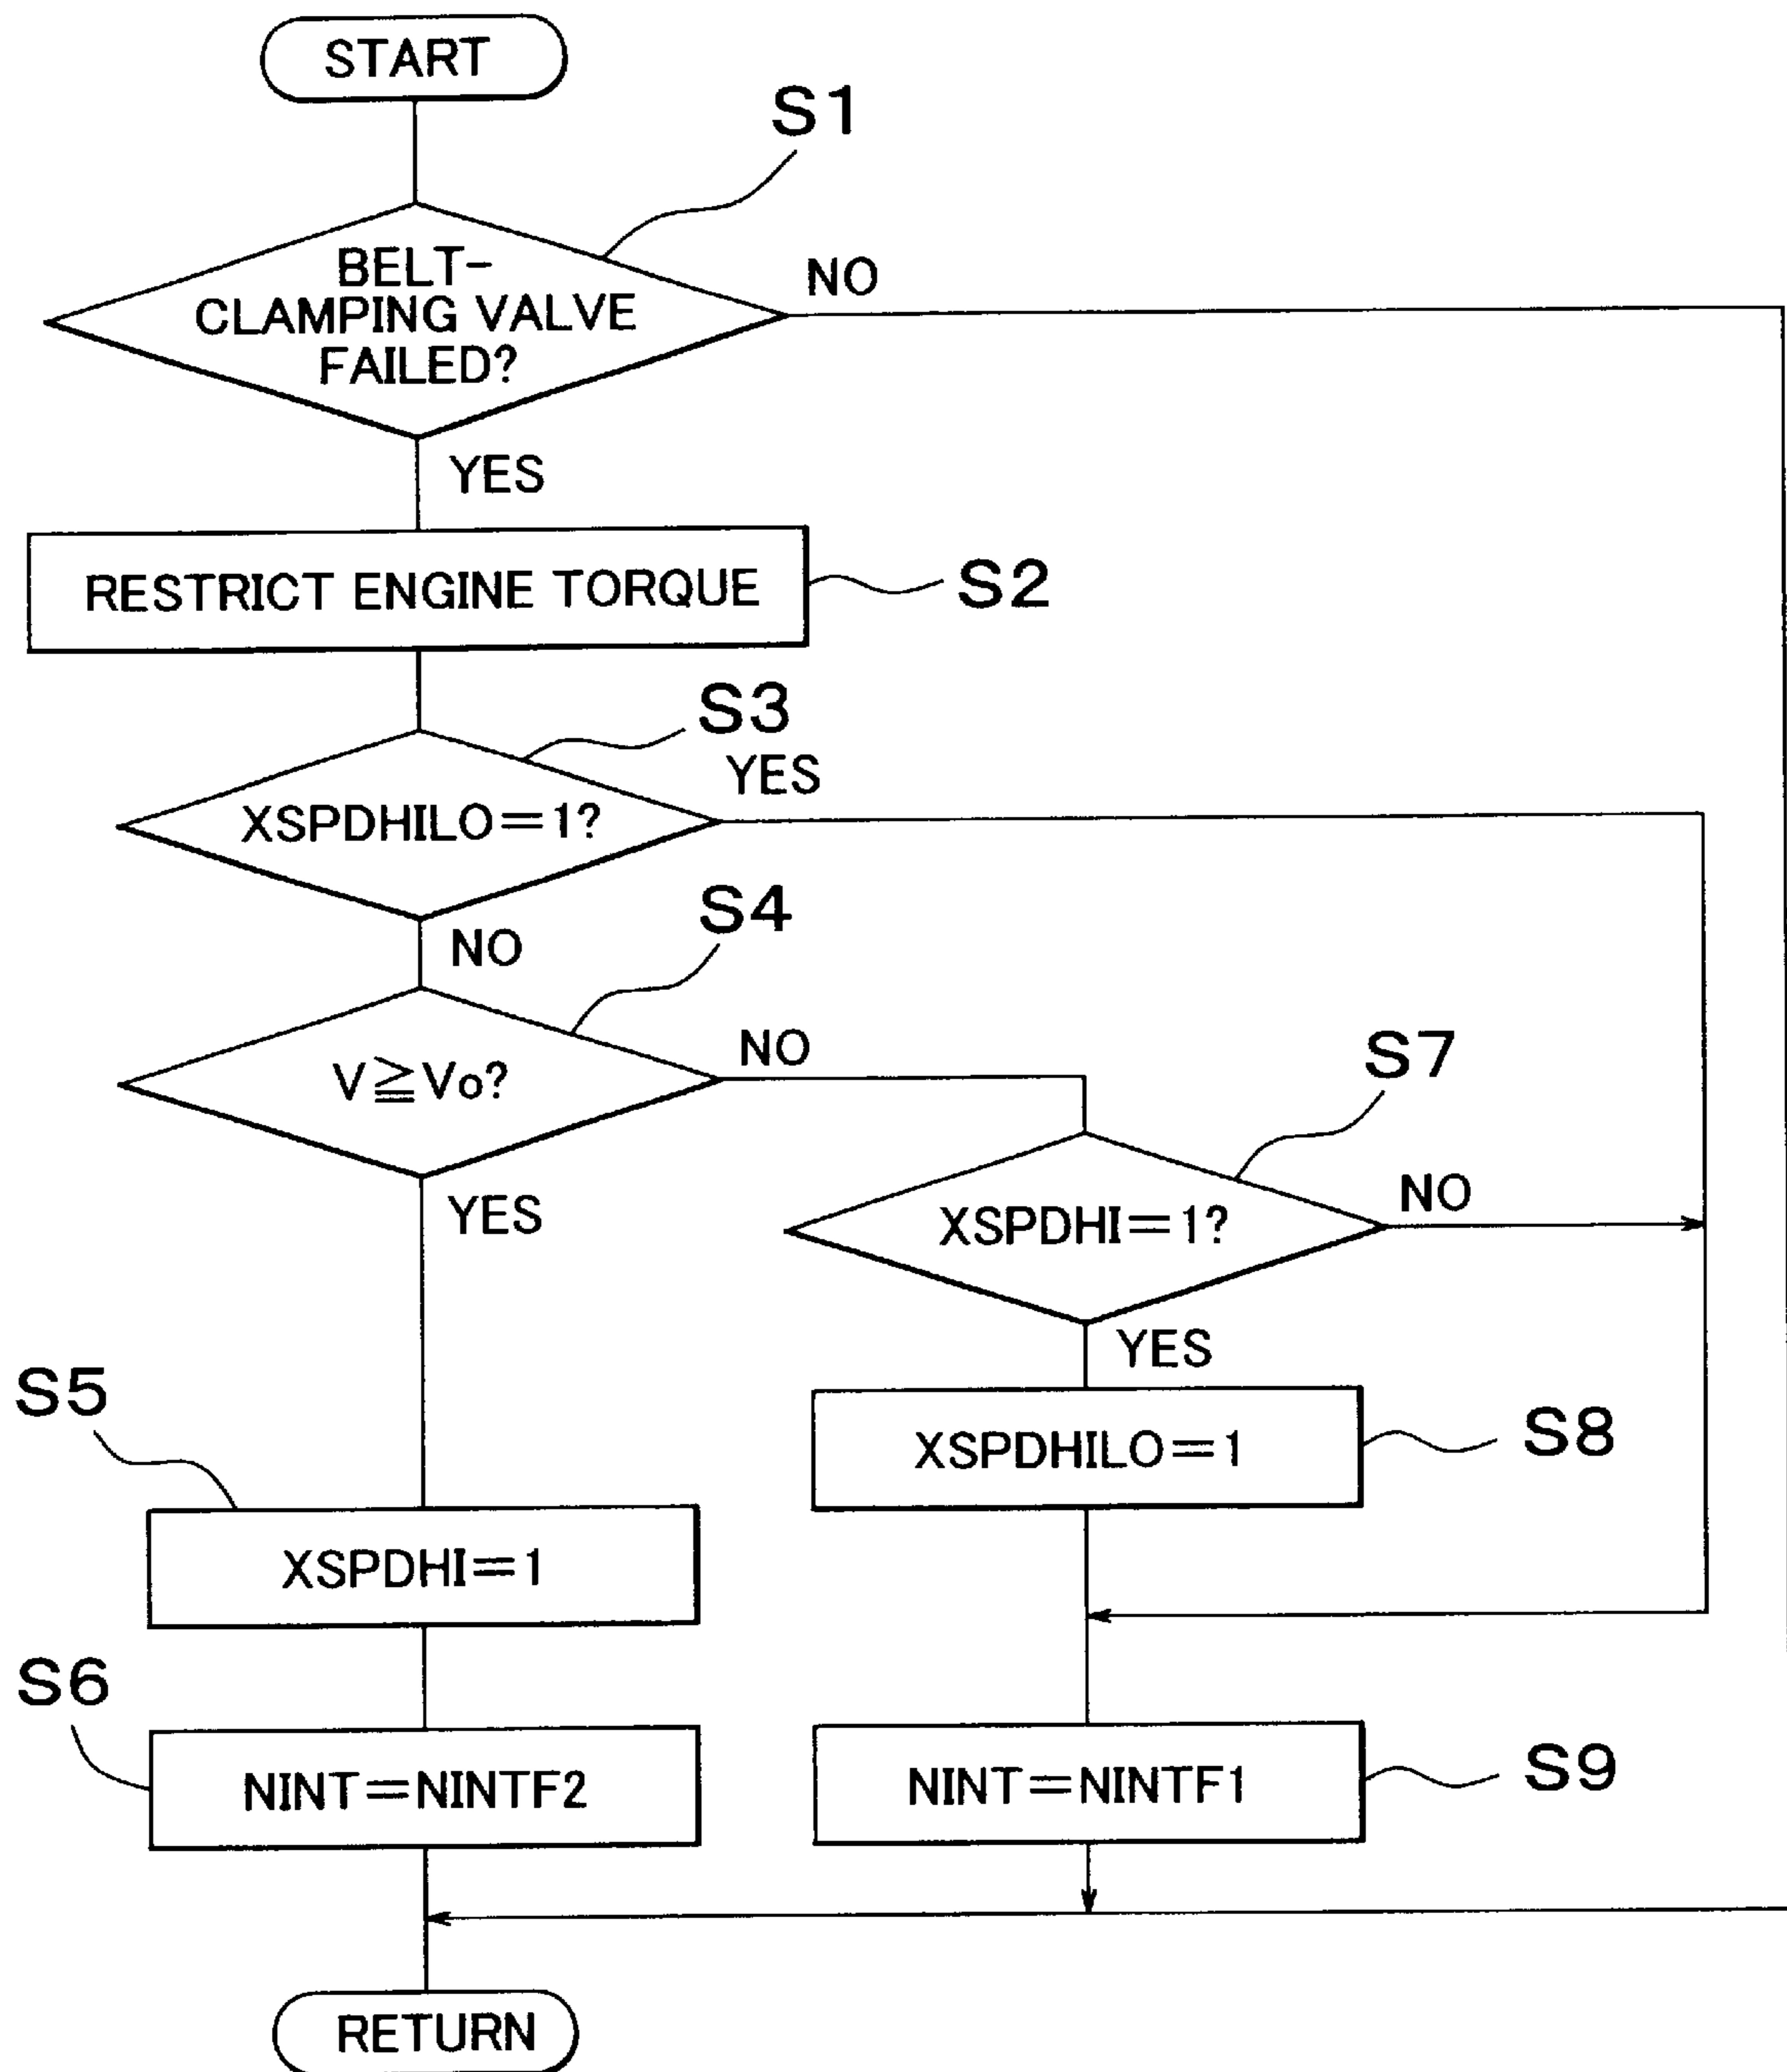 START
S1
BELT-
CLAMPING VALVE
FAILED?
NO
YES
RESTRICT ENGINE TORQUE
S2
S3
YES
XSPDHILO=1?
NO
S4
V≧Vo?
NO
YES
S7
XSPDHI=1?
NO
YES
S5
XSPDHILO=1
S8
XSPDHI=1
S6
NINT=NINTF2
NINT=NINTF1
S9
RETURN